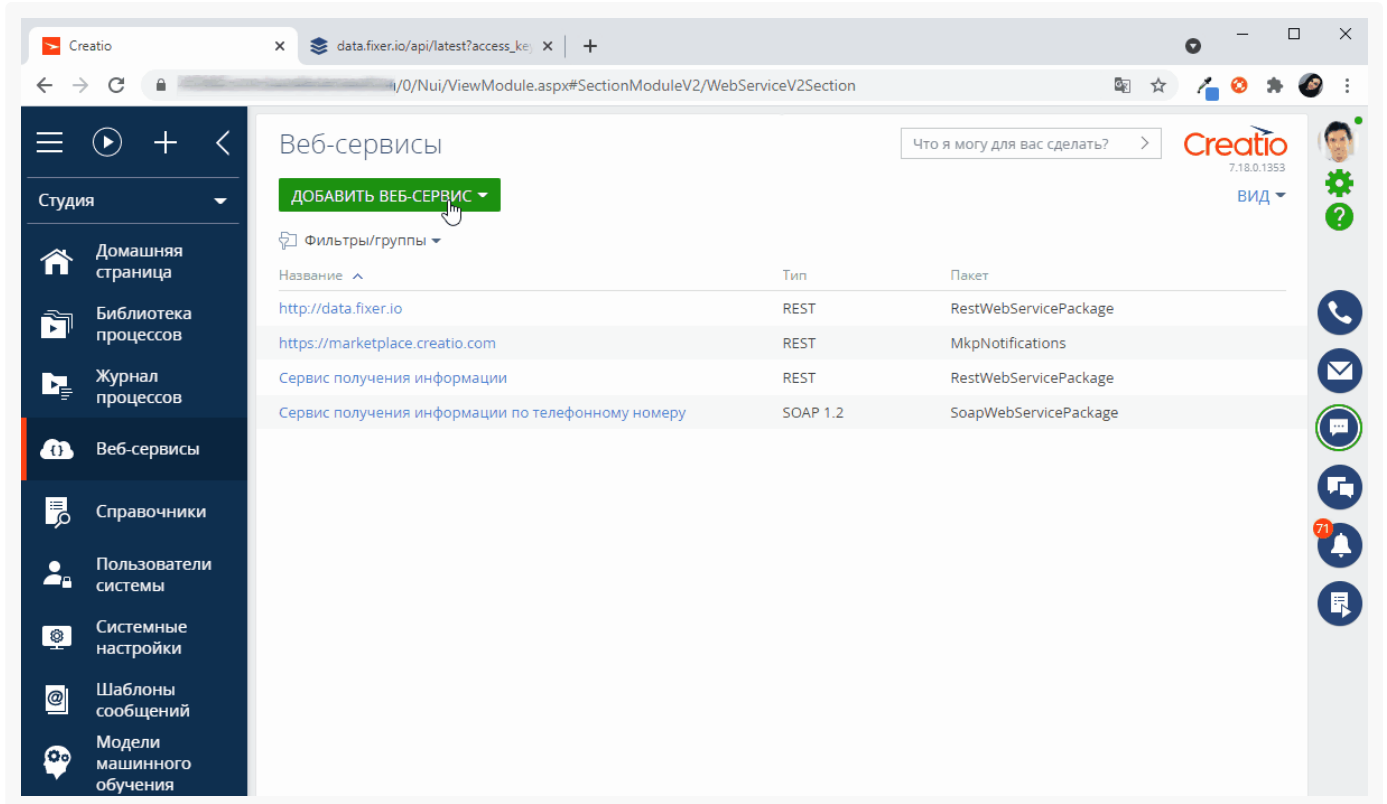 Creatio
data.fixer.io/api/latest?access_ke
/0/Nui/ViewModule.aspx#SectionModuleV2/WebServiceV2Section
Веб-сервисы
Что я могу для вас сделать?
Creatio
7.18.0.1353
Студия
ДОБАВИТЬ ВЕБ-СЕРВИС
ВИД
Фильтры/группы
Домашняя
страница
Библиотека
процессов
Журнал
процессов
Веб-сервисы
Справочники
Пользователи
системы
Системные
настройки
Шаблоны
сообщений
Модели
машинного
обучения
Название Тип Пакет
http://data.fixer.io REST RestWebServicePackage
https://marketplace.creatio.com REST MkpNotifications
Сервис получения информации REST RestWebServicePackage
Сервис получения информации по телефонному номеру SOAP 1.2 SoapWebServicePackage
71